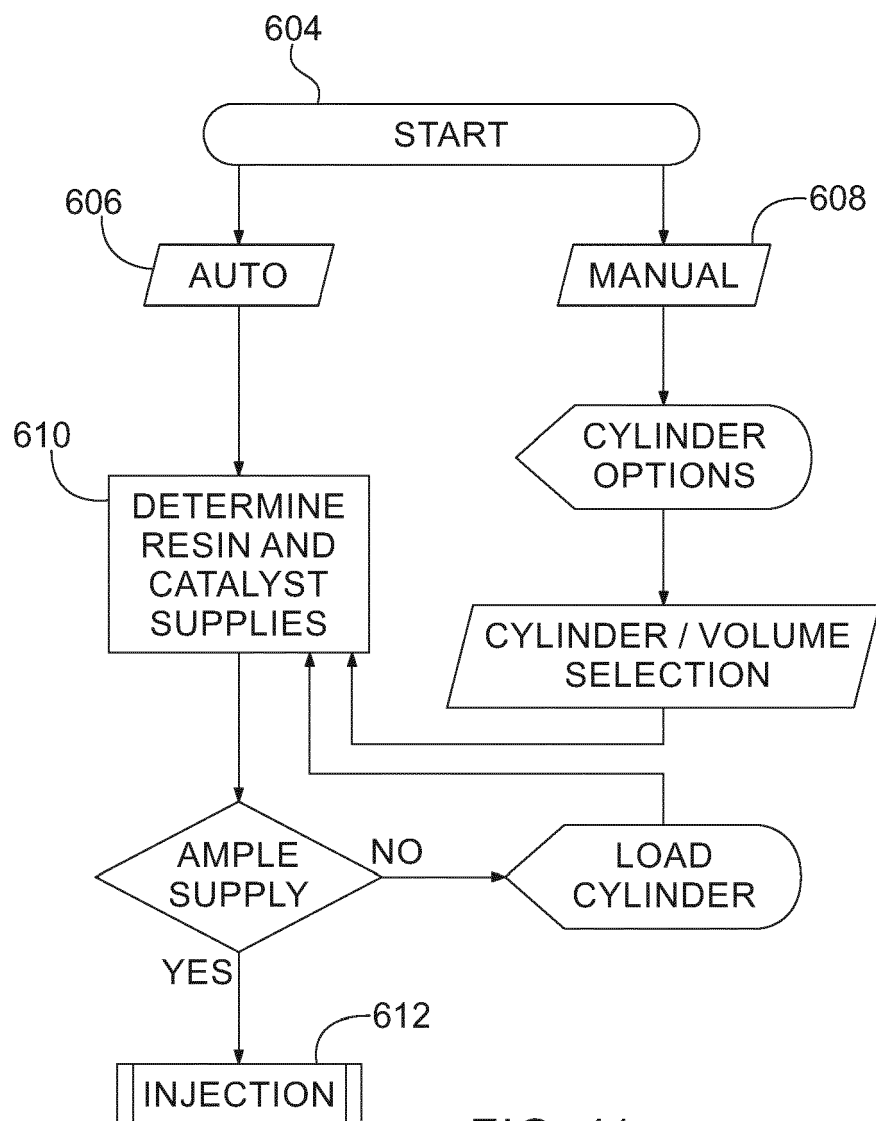 604
START
606
608
AUTO
MANUAL
610
CYLINDER
OPTIONS
DETERMINE
RESIN AND
CATALYST
SUPPLIES
CYLINDER / VOLUME
SELECTION
AMPLE
SUPPLY
NO
LOAD
CYLINDER
YES
612
INJECTION